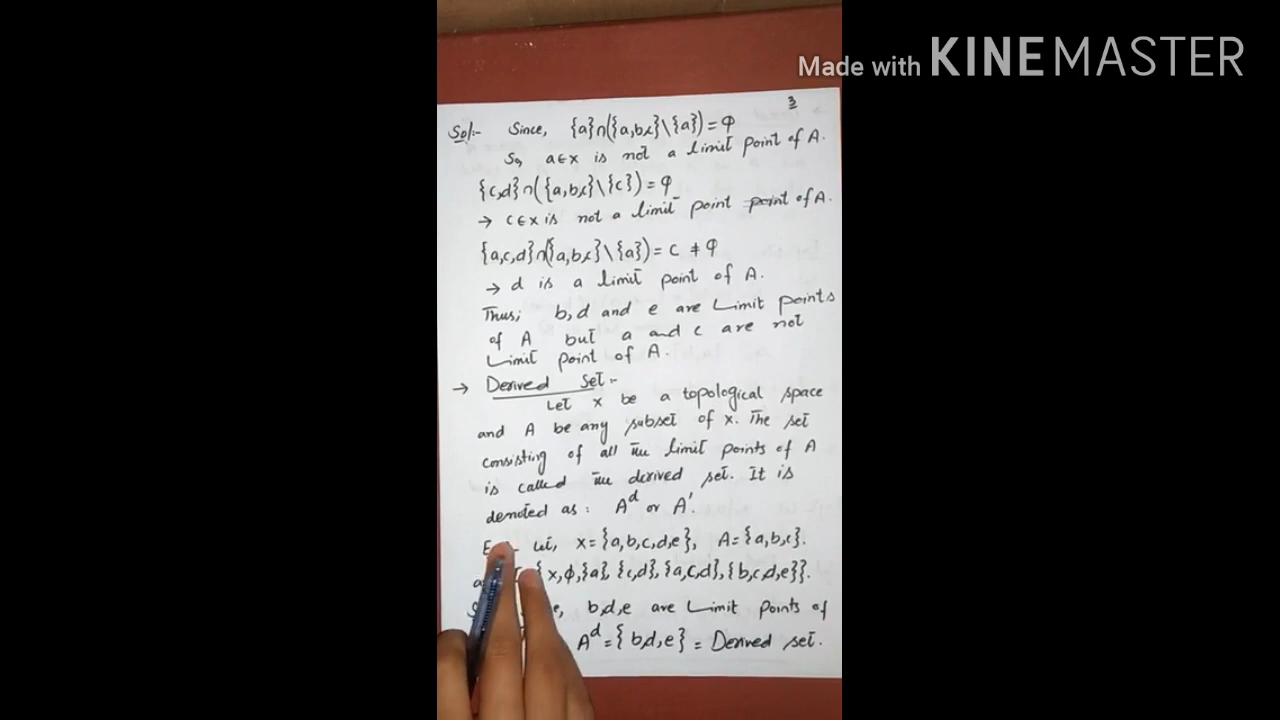 Made with KINEMASTER
3
Sol:- Since, {a}∩({a,b,c}\{a}) = φ
So, a∈X is not a limit point of A.
{c,d}∩({a,b,c}\{c}) = φ
→ c∈X is not a limit point point of A.
{a,c,d}∩({a,b,c}\{a}) = c ≠ φ
→ d is a limit point of A.
Thus; b,d and e are Limit points
of A but a and c are not
Limit point of A.
→ Derived Set:-
Let X be a topological space
and A be any subset of X. The set
consisting of all the limit points of A
is called the derived set. It is
denoted as: Aᵈ or A'.
Let, X={a,b,c,d,e}, A={a,b,c}.
{X,φ,{a},{c,d},{a,c,d},{b,c,d,e}}.
b,d,e are Limit points of
Aᵈ={b,d,e} = Derived set.